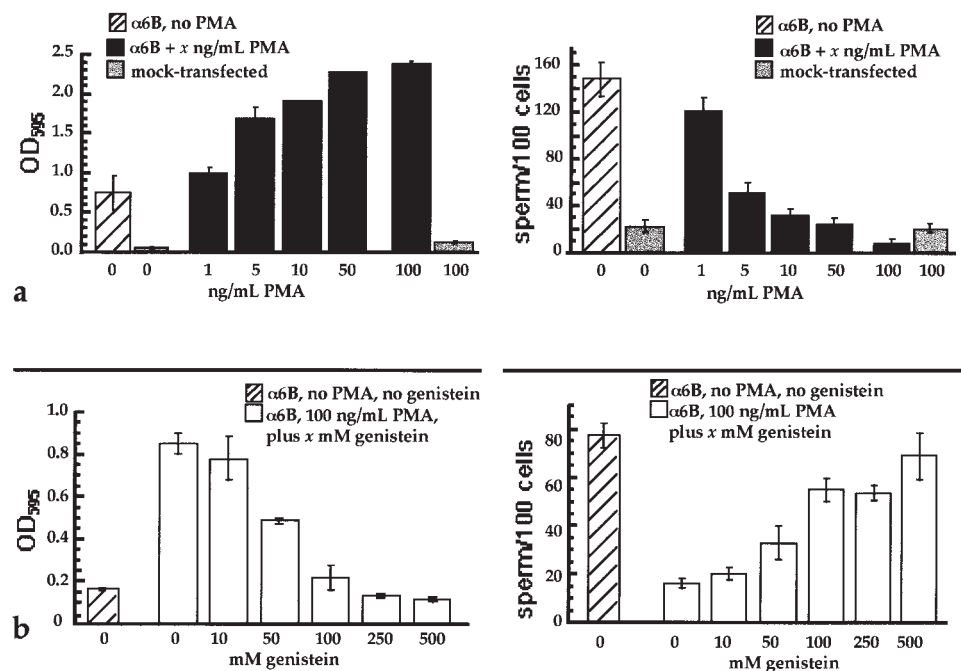 α6B, no PMA
α6B + x ng/mL PMA
mock-transfected
2.5
2.0
1.5
1.0
0.5
0.0
OD595
0 0 1 5 10 50 100 100
ng/mL PMA
α6B, no PMA
α6B + x ng/mL PMA
mock-transfected
160
120
80
40
0
sperm/100 cells
0 0 1 5 10 50 100 100
ng/mL PMA
a
α6B, no PMA, no genistein
α6B, 100 ng/mL PMA,
plus x mM genistein
0.8
0.6
0.4
0.2
0
OD595
0 0 10 50 100 250 500
mM genistein
α6B, no PMA, no genistein
α6B, 100 ng/mL PMA
plus x mM genistein
80
60
40
20
0
sperm/100 cells
0 0 10 50 100 250 500
mM genistein
b